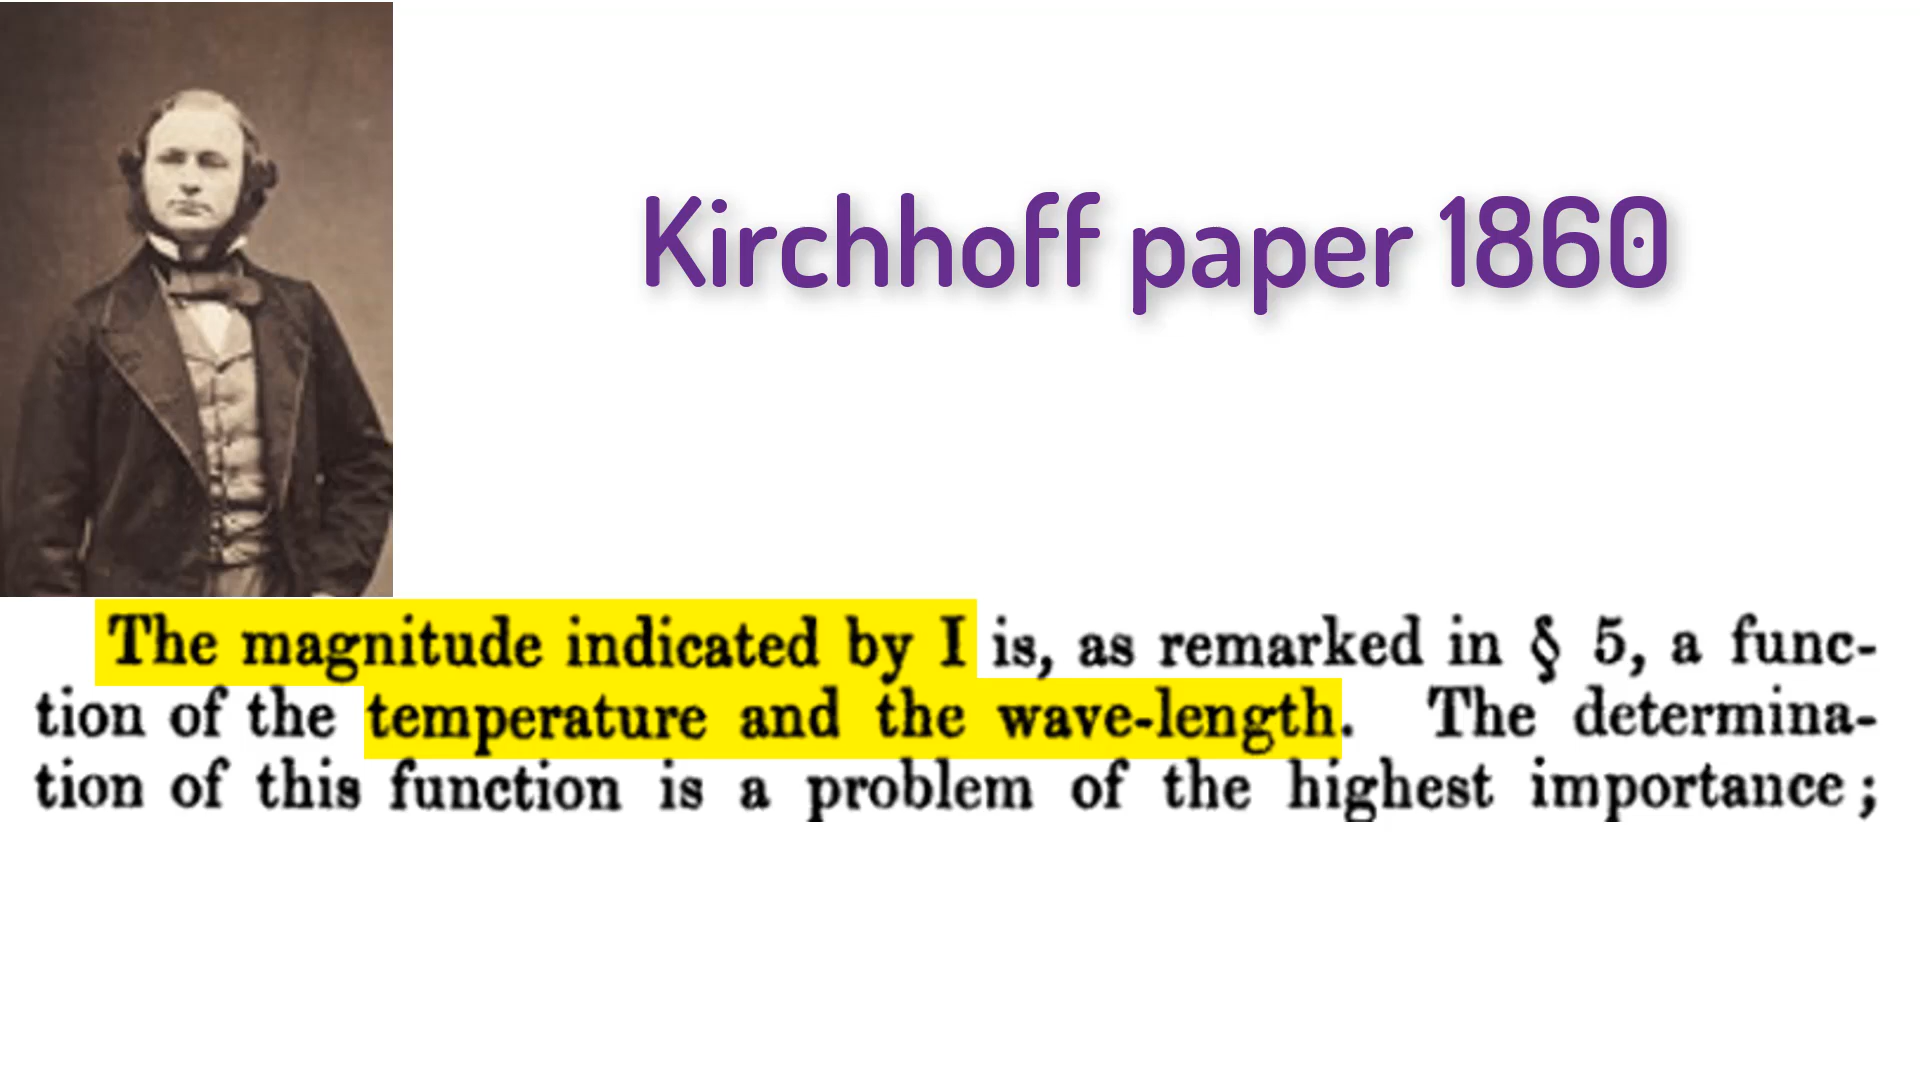 Kirchhoff paper 1860
The magnitude indicated by I is, as remarked in § 5, a func-
tion of the temperature and the wave-length. The determina-
tion of this function is a problem of the highest importance;